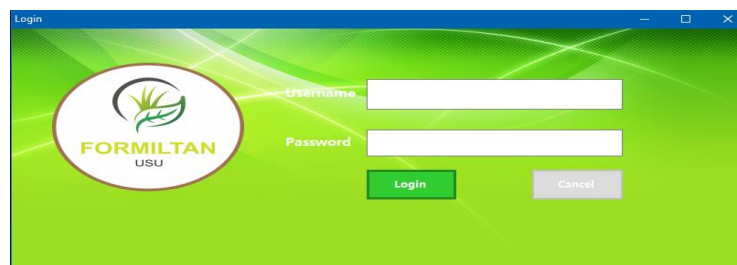 Login
Username
FORMILTAN
USU
Password
Login
Cancel